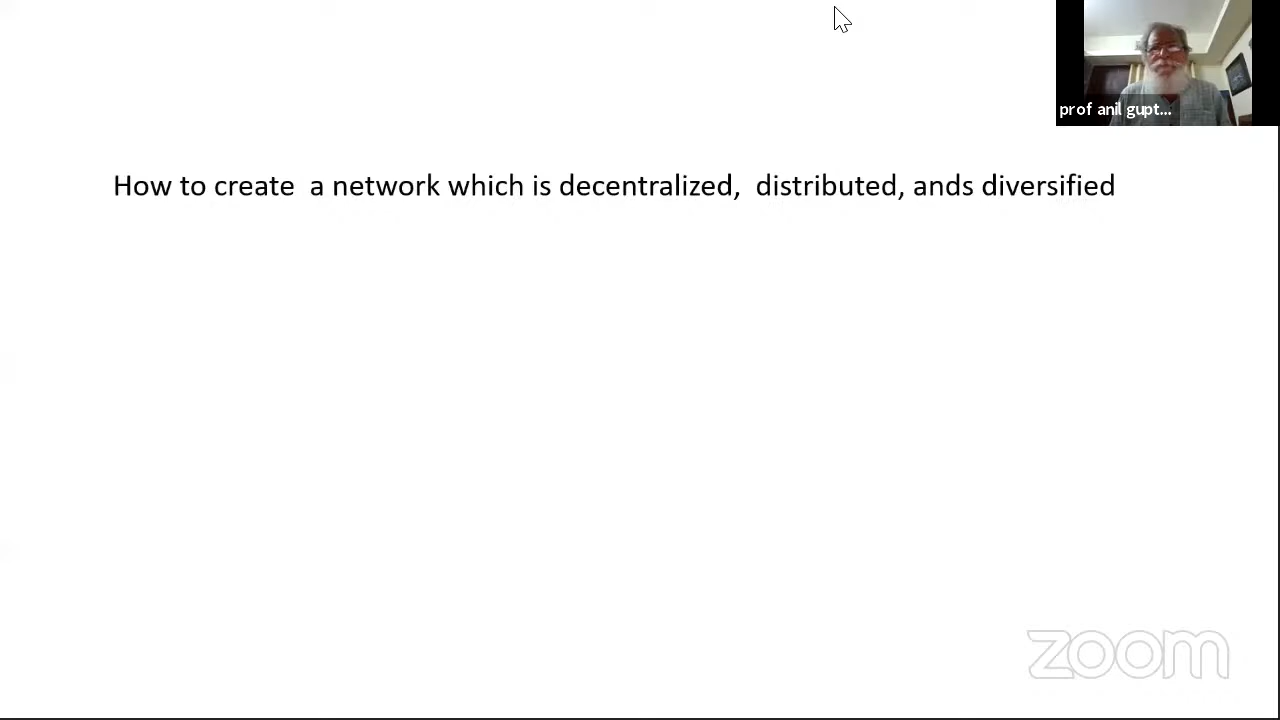 prof anil gupt...
How to create a network which is decentralized, distributed, ands diversified
zoom